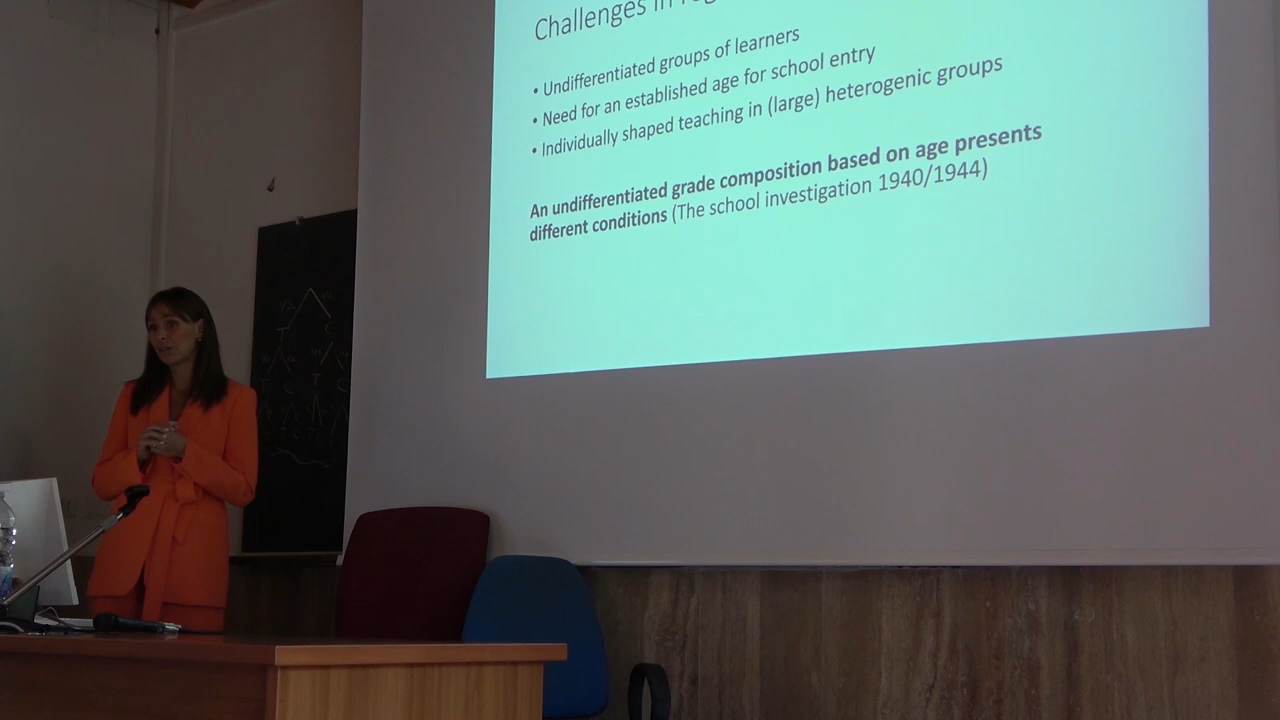 Challenges in
• Undifferentiated groups of learners
• Need for an established age for school entry
• Individually shaped teaching in (large) heterogenic groups
An undifferentiated grade composition based on age presents
different conditions (The school investigation 1940/1944)